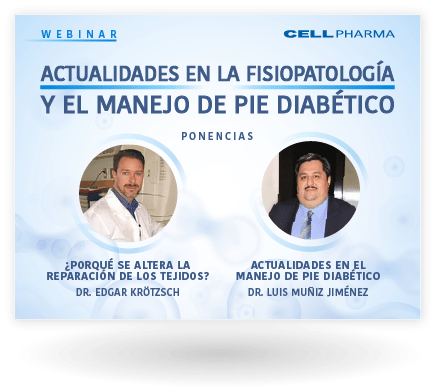 WEBINAR
CELLPHARMA
ACTUALIDADES EN LA FISIOPATOLOGÍA
Y EL MANEJO DE PIE DIABÉTICO
PONENCIAS
¿PORQUÉ SE ALTERA LA
REPARACIÓN DE LOS TEJIDOS?
DR. EDGAR KRÖTZSCH
ACTUALIDADES EN EL
MANEJO DE PIE DIABÉTICO
DR. LUIS MUÑIZ JIMÉNEZ